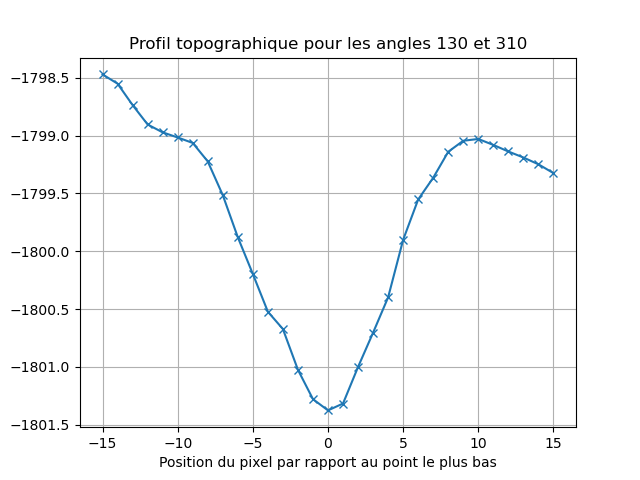 Profil topographique pour les angles 130 et 310
−1798.5
−1799.0
−1799.5
−1800.0
−1800.5
−1801.0
−1801.5
−15 −10 −5 0 5 10 15
Position du pixel par rapport au point le plus bas